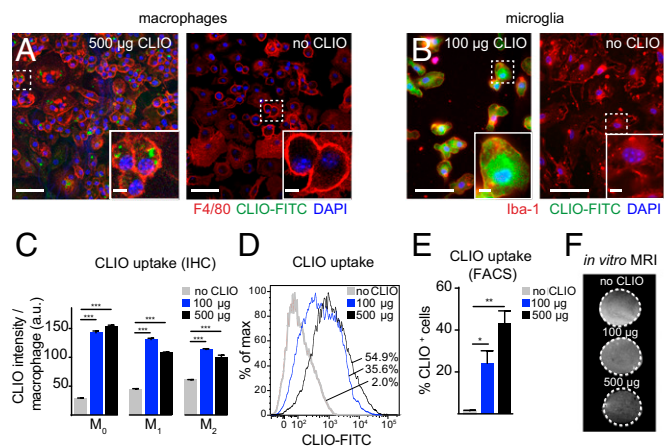 macrophages
microglia
A
500 µg CLIO
no CLIO
B
100 µg CLIO
no CLIO
F4/80 CLIO-FITC DAPI
Iba-1 CLIO-FITC DAPI
C
CLIO uptake (IHC)
no CLIO
100 µg
500 µg
CLIO intensity /
macrophage (a.u.)
150
100
50
***
***
***
***
***
***
M0
M1
M2
D
CLIO uptake
no CLIO
100 µg
500 µg
% of max
100
80
60
40
20
0
54.9%
35.6%
2.0%
0 10² 10³ 10⁴ 10⁵
CLIO-FITC
E
CLIO uptake
(FACS)
no CLIO
100 µg
500 µg
% CLIO⁺ cells
60
40
20
0
**
*
F
in vitro MRI
no CLIO
100 µg
500 µg